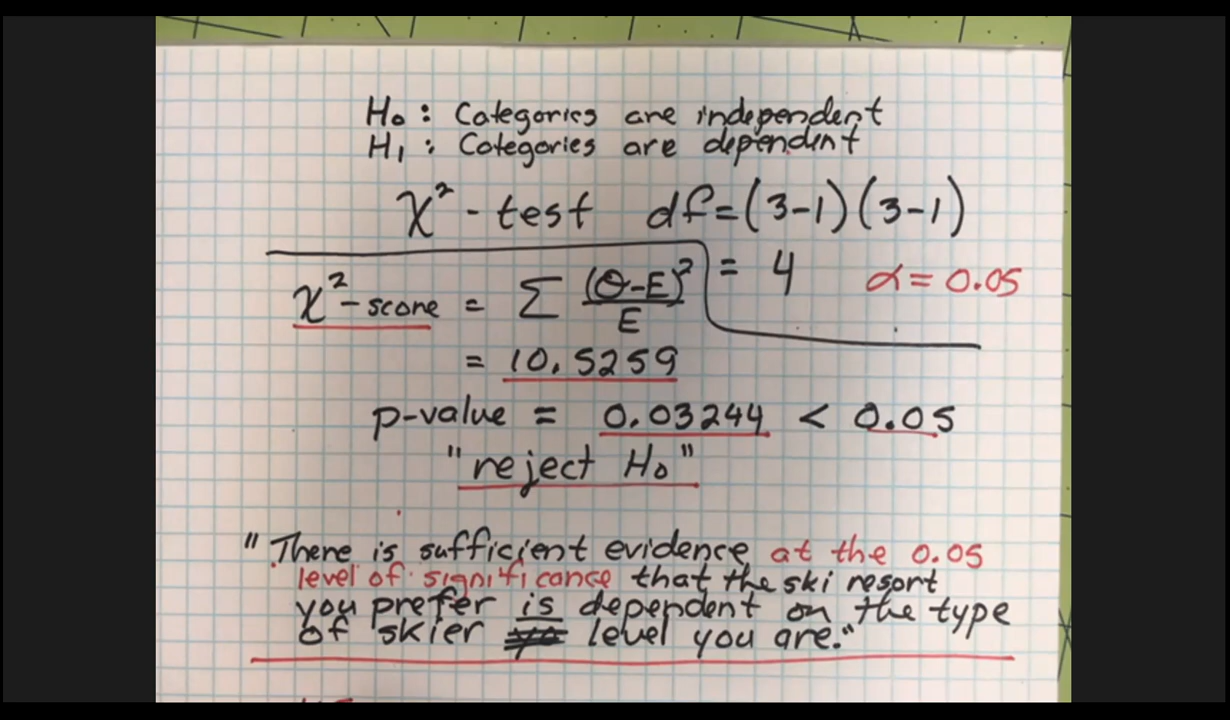 H₀ : Categories are independent
H₁ : Categories are dependent
χ² - test df = (3-1)(3-1)
= 4 α = 0.05
χ² - score = Σ (O-E)² / E
= 10.5259
p-value = 0.03244 < 0.05
"reject H₀"
"There is sufficient evidence at the 0.05
level of significance that the ski resort
you prefer is dependent on the type
of skier level you are."